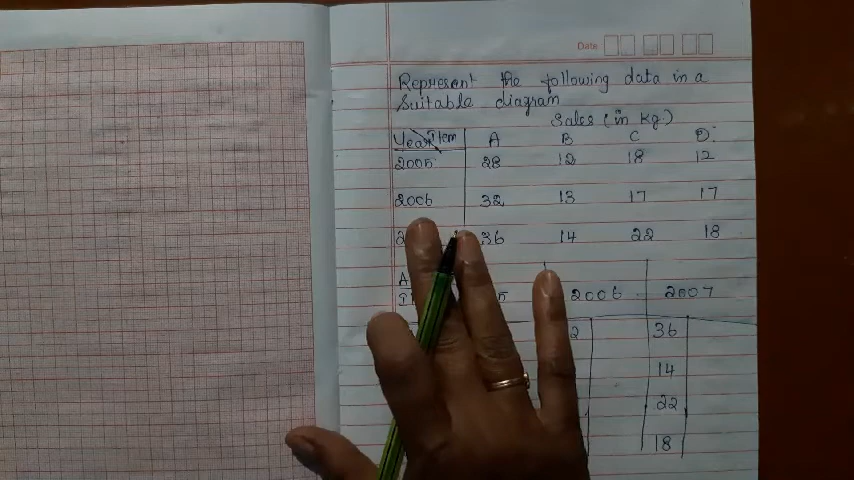 Date
Represent the following data in a
Suitable diagram
Sales (in kg)
Year Item A B C D
2005 28 12 18 12
2006 32 13 17 17
36 14 22 18
2006 2007
36
14
22
18